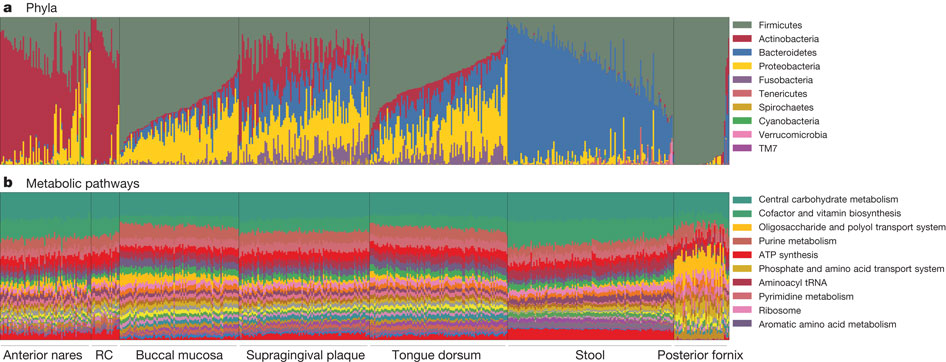 a Phyla
Firmicutes
Actinobacteria
Bacteroidetes
Proteobacteria
Fusobacteria
Tenericutes
Spirochaetes
Cyanobacteria
Verrucomicrobia
TM7
b Metabolic pathways
Central carbohydrate metabolism
Cofactor and vitamin biosynthesis
Oligosaccharide and polyol transport system
Purine metabolism
ATP synthesis
Phosphate and amino acid transport system
Aminoacyl tRNA
Pyrimidine metabolism
Ribosome
Aromatic amino acid metabolism
Anterior nares RC Buccal mucosa Supragingival plaque Tongue dorsum Stool Posterior fornix